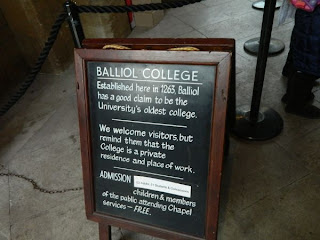 BALLIOL COLLEGE
Established here in 1263, Balliol
has a good claim to be the
University's oldest college.
We welcome visitors, but
remind them that the
College is a private
residence and place of work.
ADMISSION
children & members
of the public attending Chapel
services — FREE.